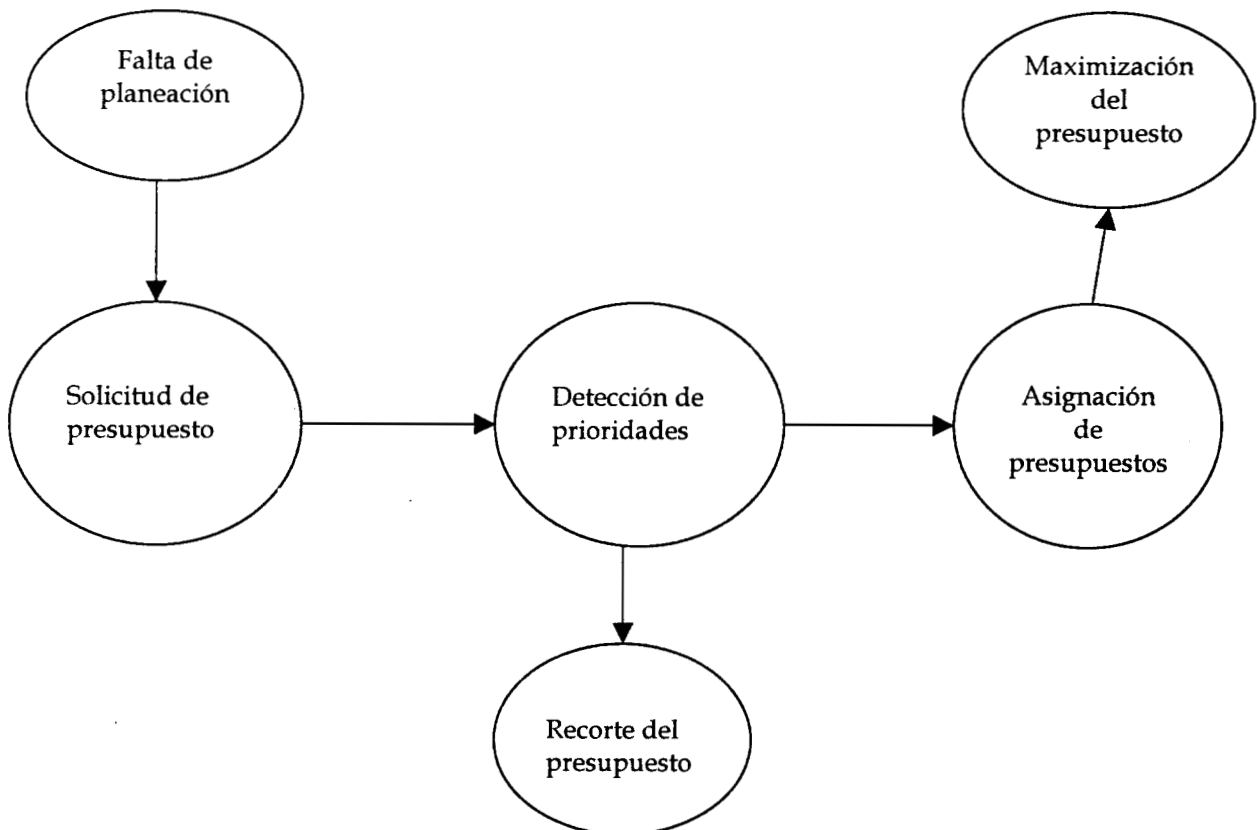 Falta de
planeación
Maximización
del
presupuesto
Solicitud de
presupuesto
Detección de
prioridades
Asignación
de
presupuestos
Recorte del
presupuesto